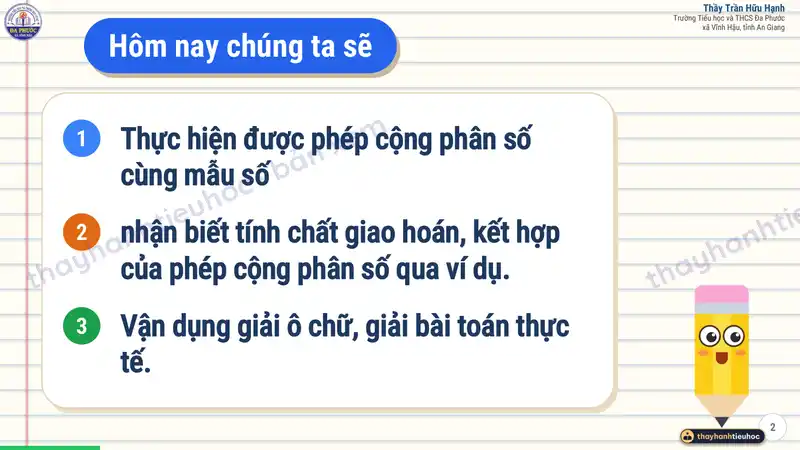 ĐA PHƯỚC
Thầy Trần Hữu Hạnh
Trường Tiểu học và THCS Đa Phước
xã Vĩnh Hậu, tỉnh An Giang
Hôm nay chúng ta sẽ
1 Thực hiện được phép cộng phân số
cùng mẫu số
2 nhận biết tính chất giao hoán, kết hợp
của phép cộng phân số qua ví dụ.
3 Vận dụng giải ô chữ, giải bài toán thực
tế.
thayhanhtieuhoc
2